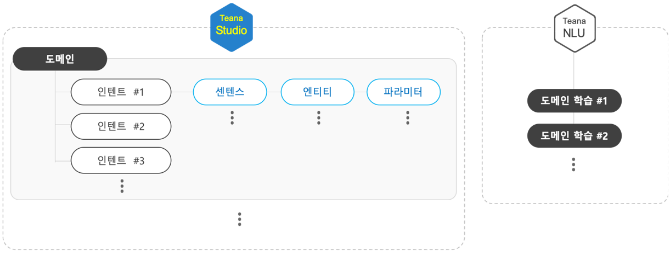 Teana
Studio
도메인
인텐트 #1
센텐스
엔티티
파라미터
인텐트 #2
인텐트 #3
Teana
NLU
도메인 학습 #1
도메인 학습 #2